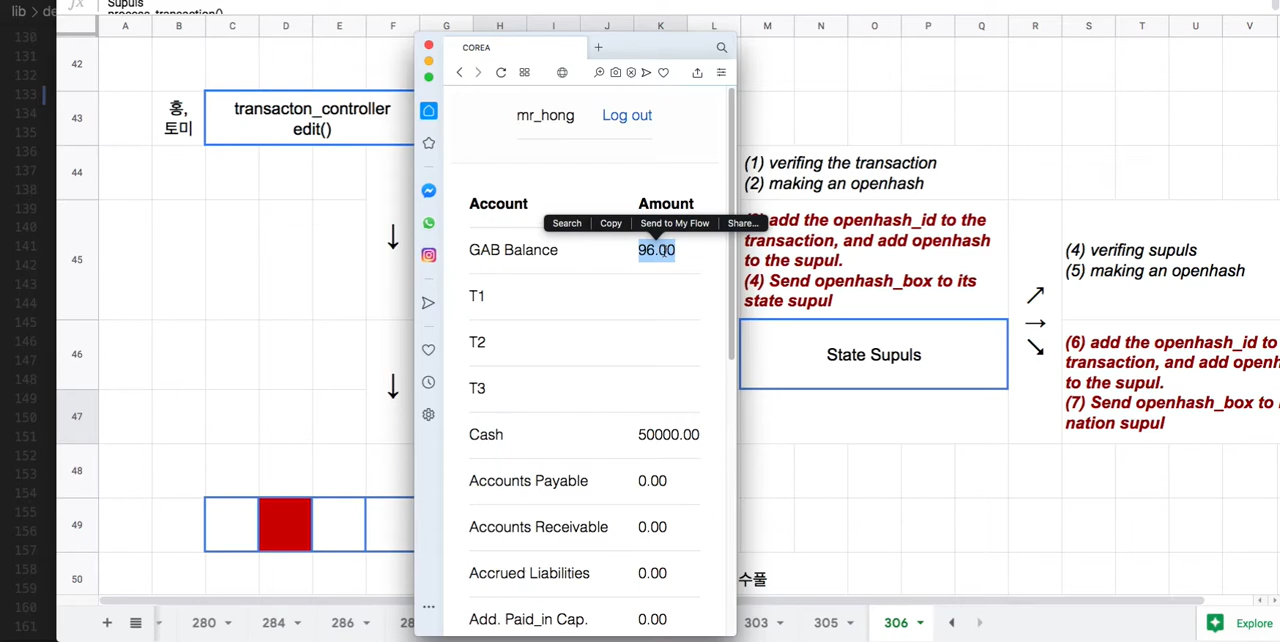 Supuls
lib > de
process_transaction()
A B C D E F G H I J K L M N O P Q R S T U V
130
131
132
133
134
135
136
137
138
139
140
141
142
143
144
145
146
147
148
149
150
151
152
153
154
155
156
157
158
159
160
161
42
43
44
45
46
47
48
49
50
홍,
토미
transacton_controller
edit()
↓
↓
COREA
mr_hong Log out
Account Amount
Search Copy Send to My Flow Share...
GAB Balance 96.00
T1
T2
T3
Cash 50000.00
Accounts Payable 0.00
Accounts Receivable 0.00
Accrued Liabilities 0.00
Add. Paid_in Cap. 0.00
(1) verifing the transaction
(2) making an openhash
add the openhash_id to the
transaction, and add openhash
to the supul.
(4) Send openhash_box to its
state supul
State Supuls
↗
→
↘
(4) verifing supuls
(5) making an openhash
(6) add the openhash_id to
transaction, and add openh
to the supul.
(7) Send openhash_box to
nation supul
수풀
280 284 286 28 303 305 306 Explore